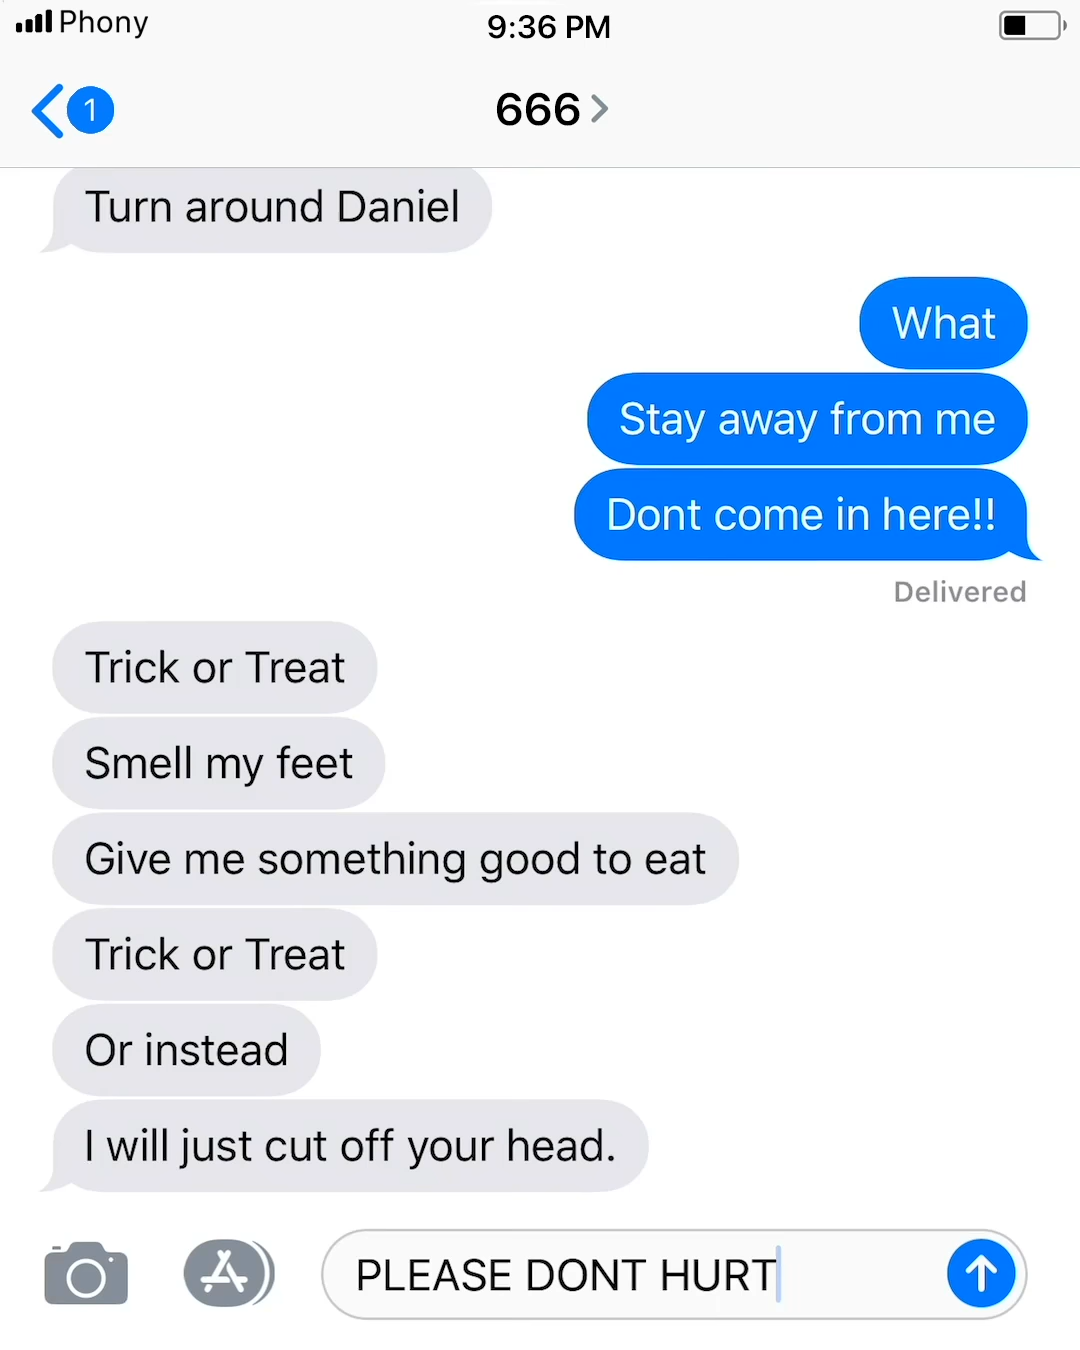 Phony 9:36 PM
1 666
Turn around Daniel
What
Stay away from me
Dont come in here!!
Delivered
Trick or Treat
Smell my feet
Give me something good to eat
Trick or Treat
Or instead
I will just cut off your head.
PLEASE DONT HURT